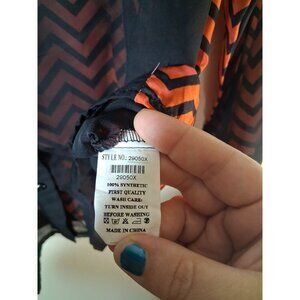 STYLE NO.: 29050X
29050X
100% SYNTHETIC
FIRST QUALITY
WASH CARE:
TURN INSIDE OUT
BEFORE WASHING
MADE IN CHINA